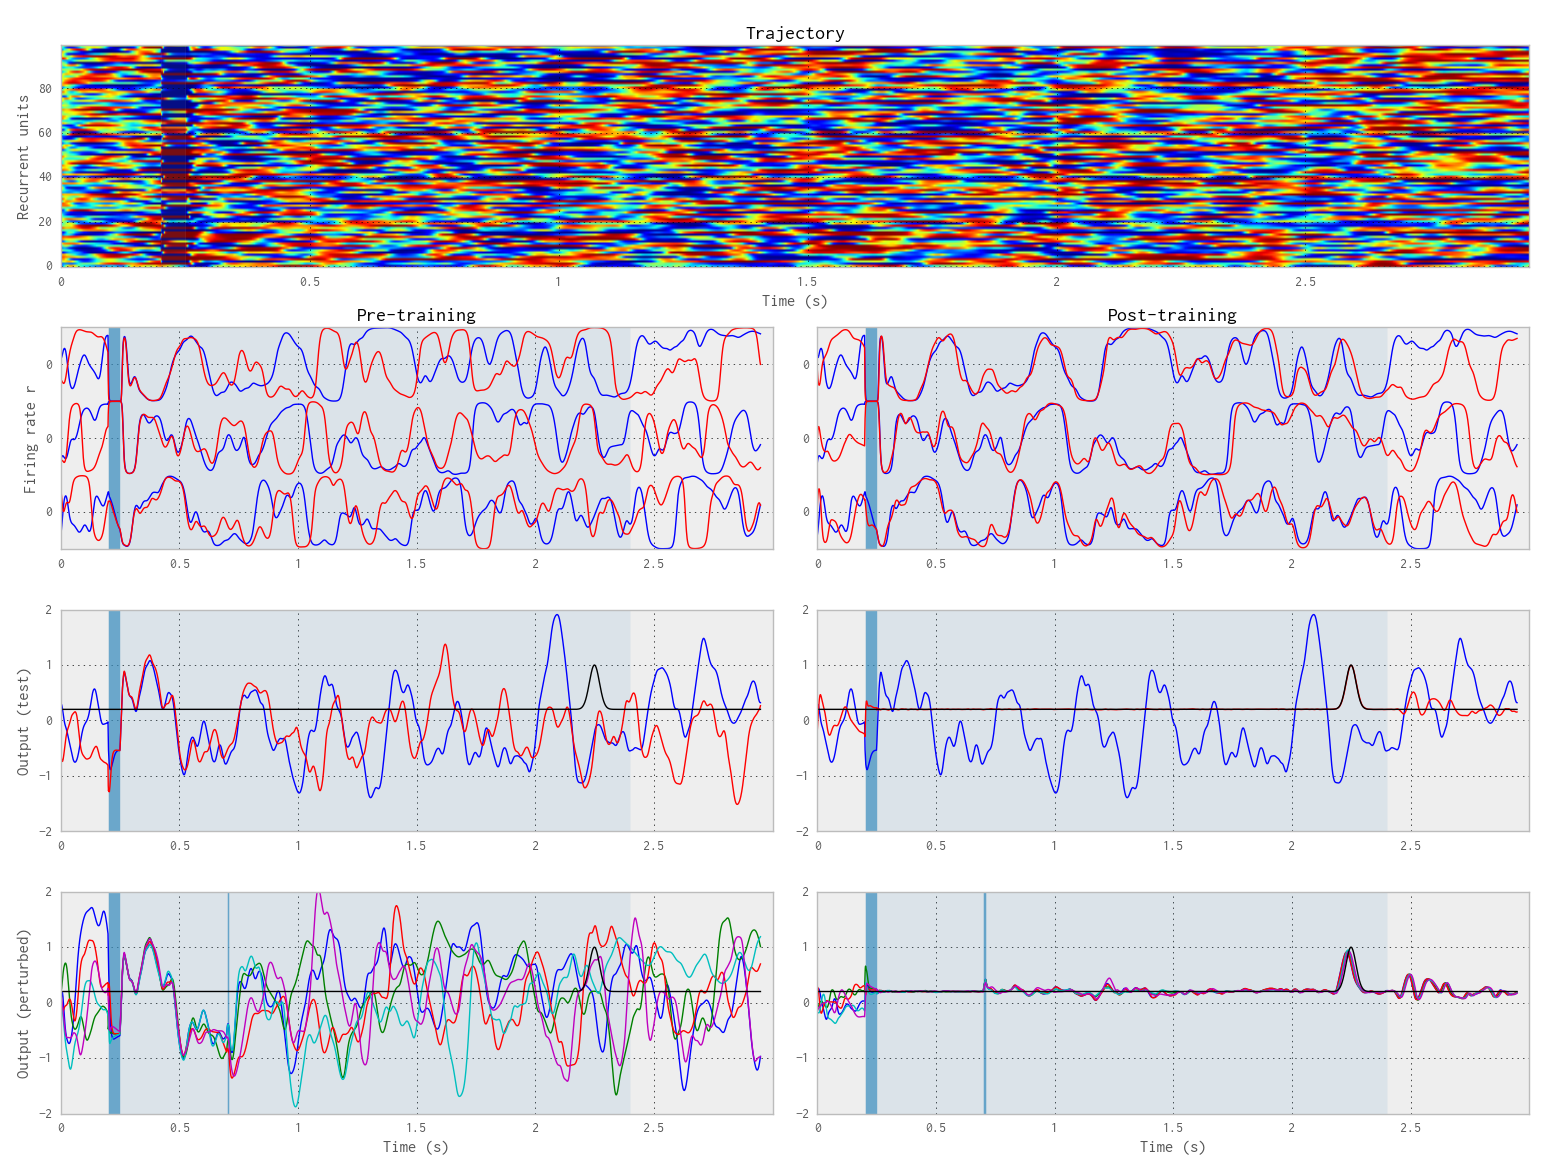 Trajectory
Recurrent units
80
60
40
20
0
0 0.5 1 1.5 2 2.5
Time (s)
Pre-training Post-training
Firing rate r
0 0
0 0
0 0
0 0.5 1 1.5 2 2.5 0 0.5 1 1.5 2 2.5
Output (test)
2 2
1 1
0 0
−1 −1
−2 −2
0 0.5 1 1.5 2 2.5 0 0.5 1 1.5 2 2.5
Output (perturbed)
2 2
1 1
0 0
−1 −1
−2 −2
0 0.5 1 1.5 2 2.5 0 0.5 1 1.5 2 2.5
Time (s) Time (s)